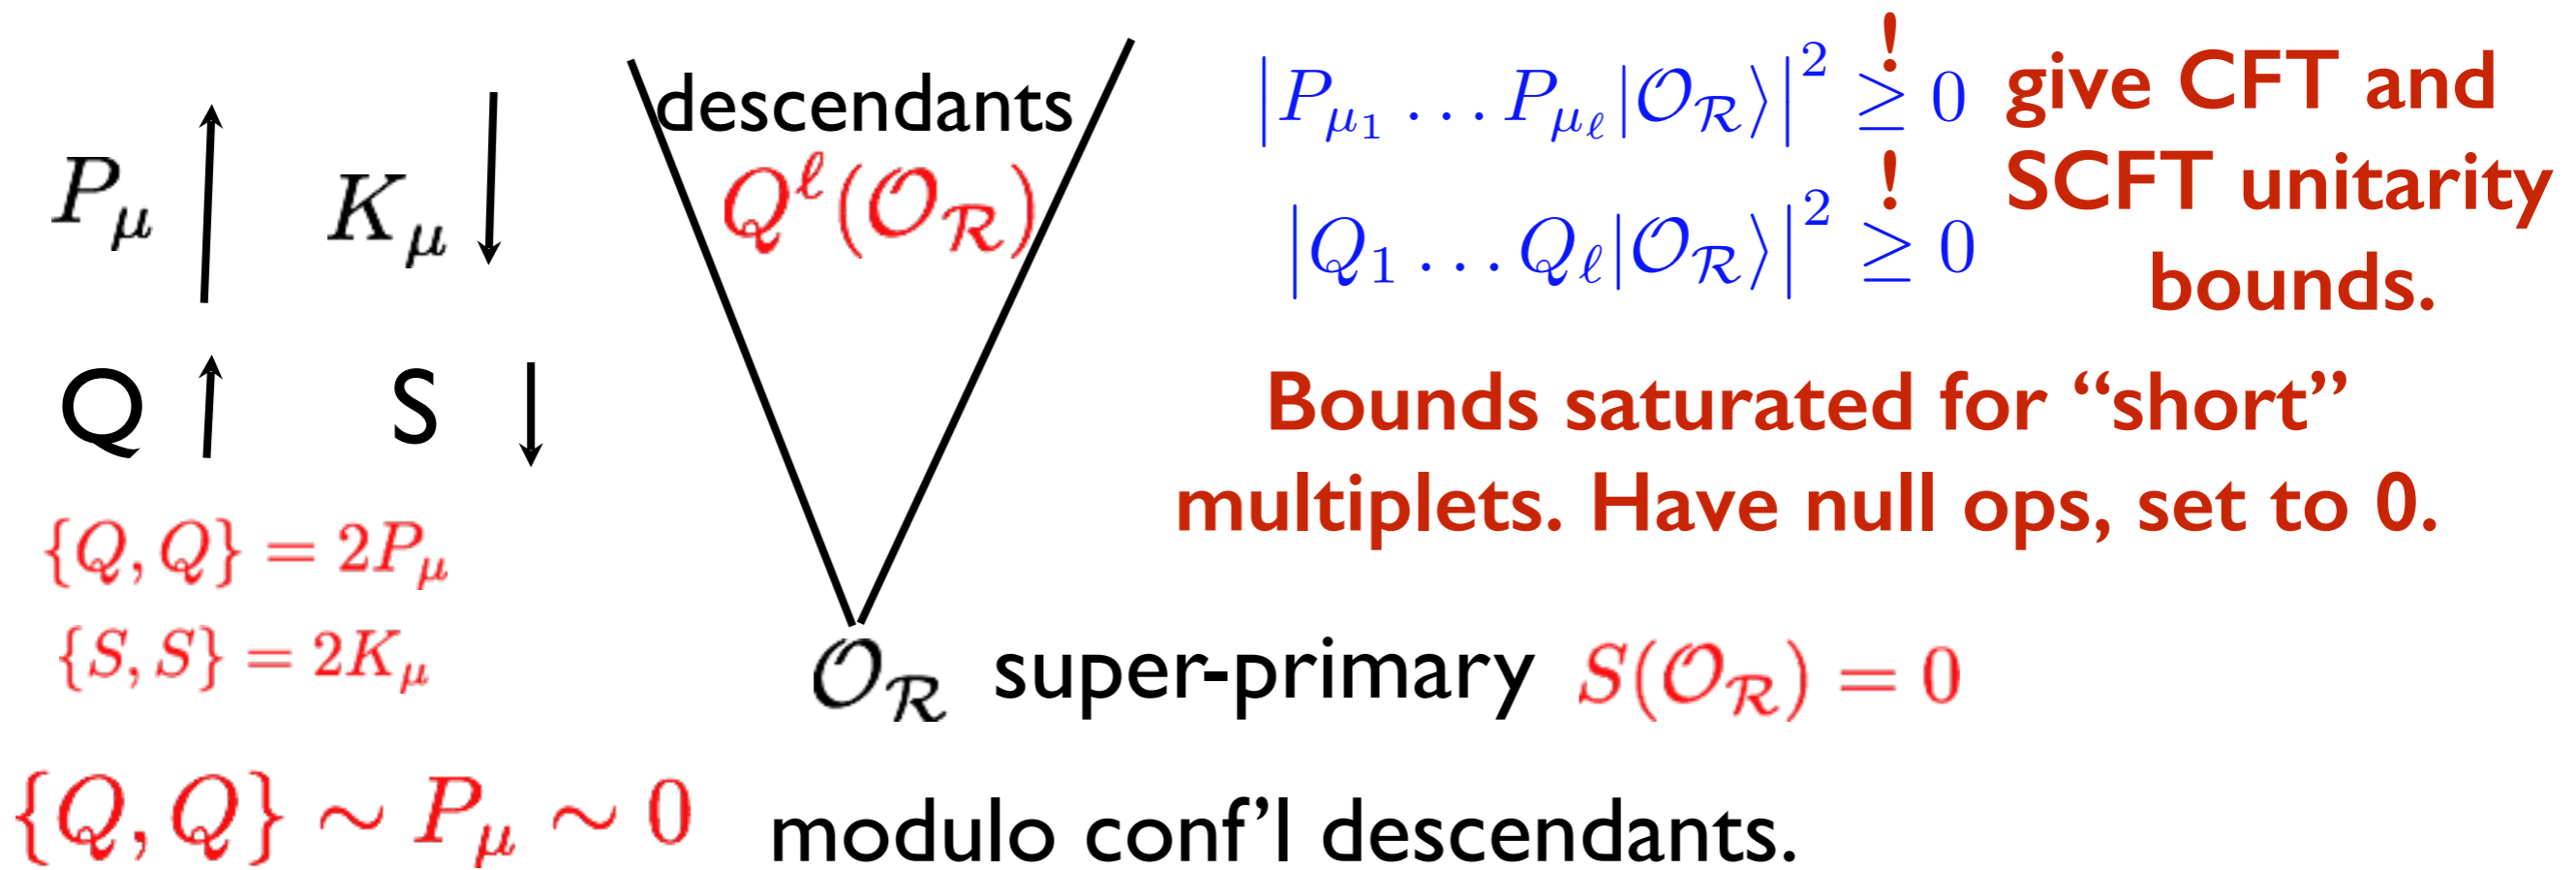 descendants
|P_{μ_1} … P_{μ_ℓ}|𝒪_ℛ⟩|² ≥! 0 give CFT and
P_μ ↑ K_μ ↓ Q^ℓ(𝒪_ℛ)
|Q_1 … Q_ℓ|𝒪_ℛ⟩|² ≥! 0 SCFT unitarity
bounds.
Q ↑ S ↓
Bounds saturated for “short”
multiplets. Have null ops, set to 0.
{Q, Q} = 2P_μ
{S, S} = 2K_μ
𝒪_ℛ super-primary S(𝒪_ℛ) = 0
{Q, Q} ∼ P_μ ∼ 0 modulo conf’l descendants.